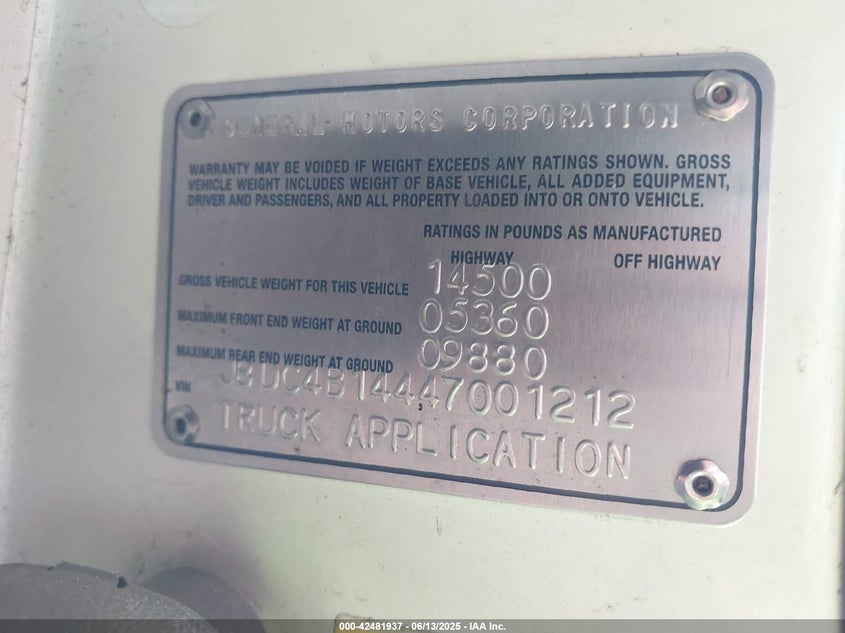 GENERAL MOTORS CORPORATION
WARRANTY MAY BE VOIDED IF WEIGHT EXCEEDS ANY RATINGS SHOWN. GROSS
VEHICLE WEIGHT INCLUDES WEIGHT OF BASE VEHICLE, ALL ADDED EQUIPMENT,
DRIVER AND PASSENGERS, AND ALL PROPERTY LOADED INTO OR ONTO VEHICLE.
RATINGS IN POUNDS AS MANUFACTURED
HIGHWAY OFF HIGHWAY
GROSS VEHICLE WEIGHT FOR THIS VEHICLE 14500
MAXIMUM FRONT END WEIGHT AT GROUND 05360
MAXIMUM REAR END WEIGHT AT GROUND 09880
VIN J8DC4B14447001212
TRUCK APPLICATION
000-42481937 - 06/13/2025 - IAA Inc.